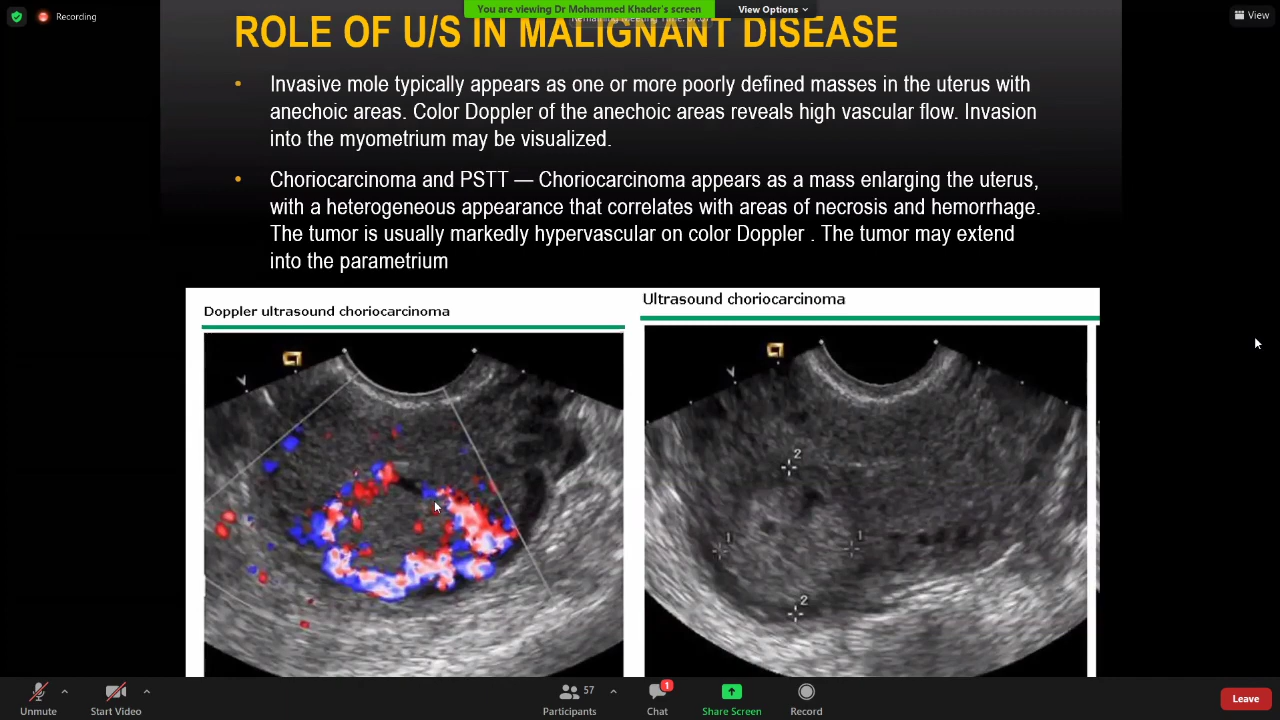 Recording
You are viewing Dr Mohammed Khader's screen
View Options
View
ROLE OF U/S IN MALIGNANT DISEASE
• Invasive mole typically appears as one or more poorly defined masses in the uterus with
anechoic areas. Color Doppler of the anechoic areas reveals high vascular flow. Invasion
into the myometrium may be visualized.
• Choriocarcinoma and PSTT — Choriocarcinoma appears as a mass enlarging the uterus,
with a heterogeneous appearance that correlates with areas of necrosis and hemorrhage.
The tumor is usually markedly hypervascular on color Doppler . The tumor may extend
into the parametrium
Doppler ultrasound choriocarcinoma
Ultrasound choriocarcinoma
2
1
1
2
Unmute
Start Video
57
Participants
1
Chat
Share Screen
Record
Leave